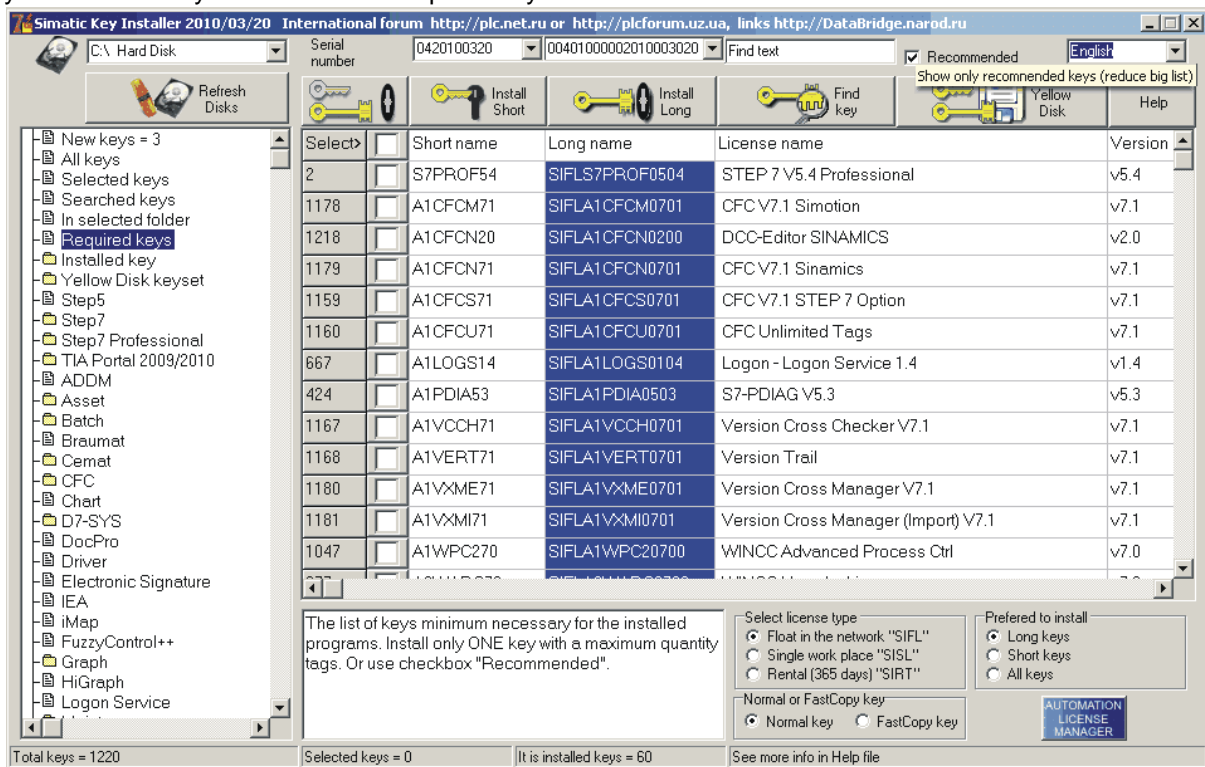 Simatic Key Installer 2010/03/20 International forum http://plc.net.ru or http://plcforum.uz.ua, links http://DataBridge.narod.ru
C:\ Hard Disk
Serial number
0420100320
00401000002010003020
Find text
Recommended
English
Show only recomnended keys (reduce big list)
Refresh Disks
Install Short
Install Long
Find key
Yellow Disk
Help
New keys = 3
All keys
Selected keys
Searched keys
In selected folder
Required keys
Installed key
Yellow Disk keyset
Step5
Step7
Step7 Professional
TIA Portal 2009/2010
ADDM
Asset
Batch
Braumat
Cemat
CFC
Chart
D7-SYS
DocPro
Driver
Electronic Signature
IEA
iMap
FuzzyControl++
Graph
HiGraph
Logon Service
Select> Short name Long name License name Version
2 S7PROF54 SIFLS7PROF0504 STEP 7 V5.4 Professional v5.4
1178 A1CFCM71 SIFLA1CFCM0701 CFC V7.1 Simotion v7.1
1218 A1CFCN20 SIFLA1CFCN0200 DCC-Editor SINAMICS v2.0
1179 A1CFCN71 SIFLA1CFCN0701 CFC V7.1 Sinamics v7.1
1159 A1CFCS71 SIFLA1CFCS0701 CFC V7.1 STEP 7 Option v7.1
1160 A1CFCU71 SIFLA1CFCU0701 CFC Unlimited Tags v7.1
667 A1LOGS14 SIFLA1LOGS0104 Logon - Logon Service 1.4 v1.4
424 A1PDIA53 SIFLA1PDIA0503 S7-PDIAG V5.3 v5.3
1167 A1VCCH71 SIFLA1VCCH0701 Version Cross Checker V7.1 v7.1
1168 A1VERT71 SIFLA1VERT0701 Version Trail v7.1
1180 A1VXME71 SIFLA1VXME0701 Version Cross Manager V7.1 v7.1
1181 A1VXMI71 SIFLA1VXMI0701 Version Cross Manager (Import) V7.1 v7.1
1047 A1WPC270 SIFLA1WPC20700 WINCC Advanced Process Ctrl v7.0
The list of keys minimum necessary for the installed
programs. Install only ONE key with a maximum quantity
tags. Or use checkbox "Recommended".
Select license type
Float in the network "SIFL"
Single work place "SISL"
Rental (365 days) "SIRT"
Prefered to install
Long keys
Short keys
All keys
Normal or FastCopy key
Normal key FastCopy key
AUTOMATION
LICENSE
MANAGER
Total keys = 1220
Selected keys = 0
It is installed keys = 60
See more info in Help file